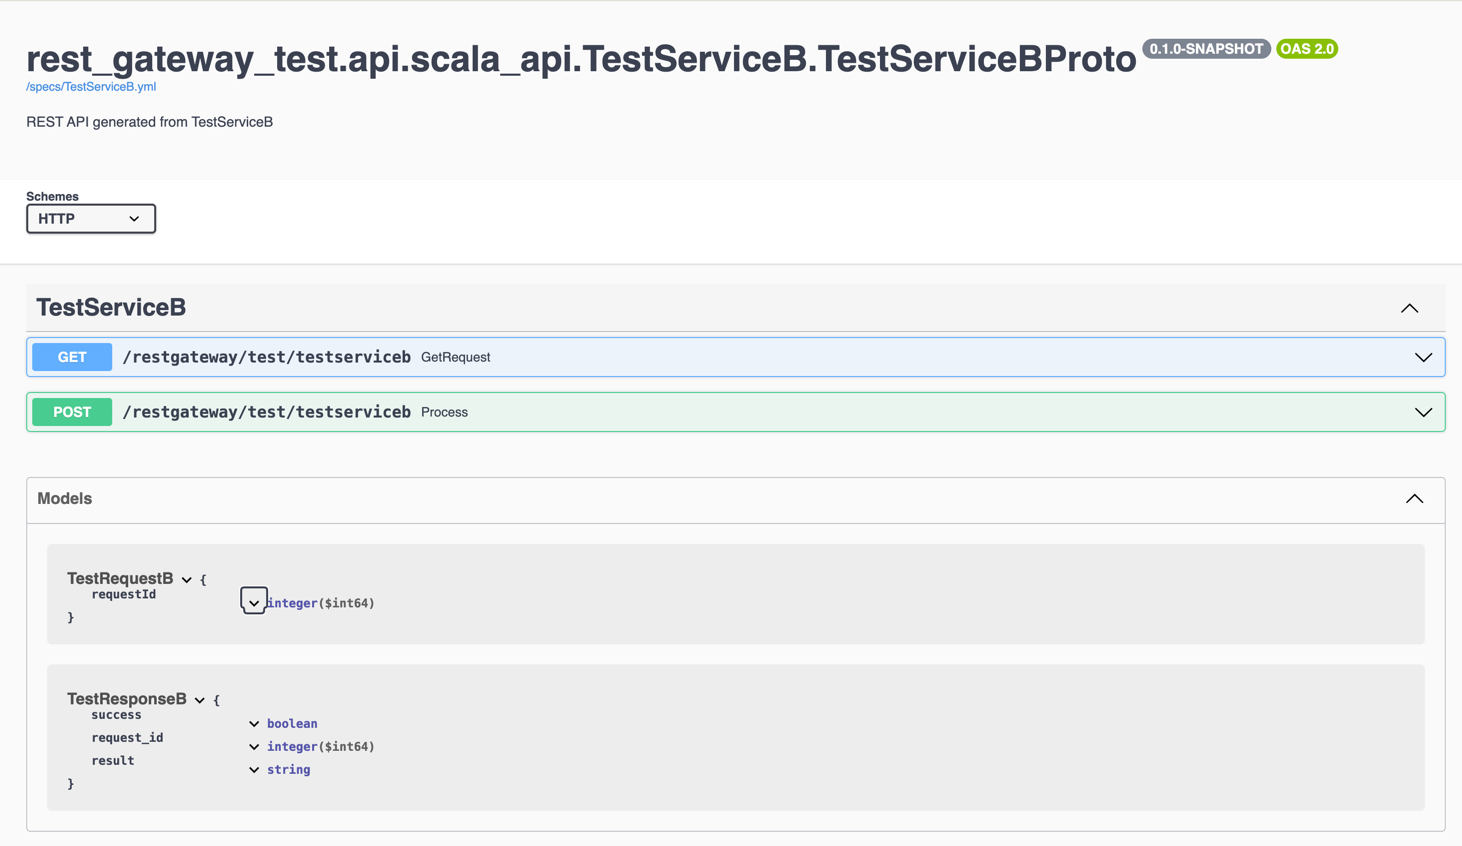 rest_gateway_test.api.scala_api.TestServiceB.TestServiceBProto 0.1.0-SNAPSHOT OAS 2.0
/specs/TestServiceB.yml
REST API generated from TestServiceB
Schemes
HTTP
TestServiceB
GET /restgateway/test/testserviceb GetRequest
POST /restgateway/test/testserviceb Process
Models
TestRequestB {
requestId integer($int64)
}
TestResponseB {
success boolean
request_id integer($int64)
result string
}